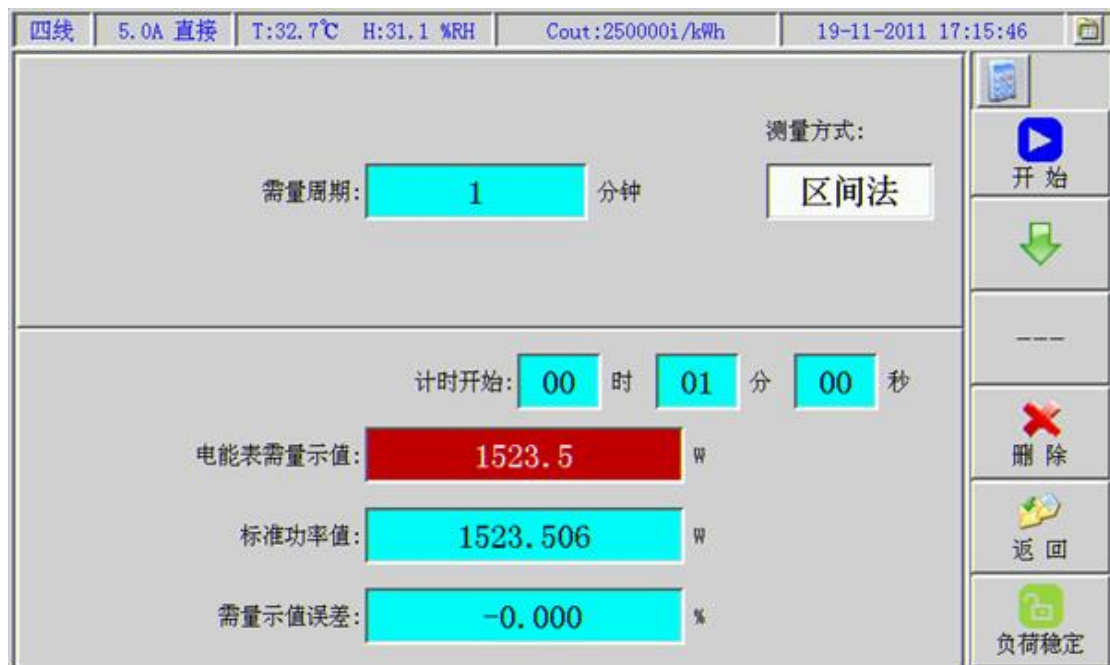 四线 5.0A 直接 T:32.7℃ H:31.1 %RH Cout:250000i/kWh 19-11-2011 17:15:46
测量方式:
需量周期: 1 分钟 区间法
计时开始: 00 时 01 分 00 秒
电能表需量示值: 1523.5 W
标准功率值: 1523.506 W
需量示值误差: -0.000 %
开 始
---
删 除
返 回
负荷稳定